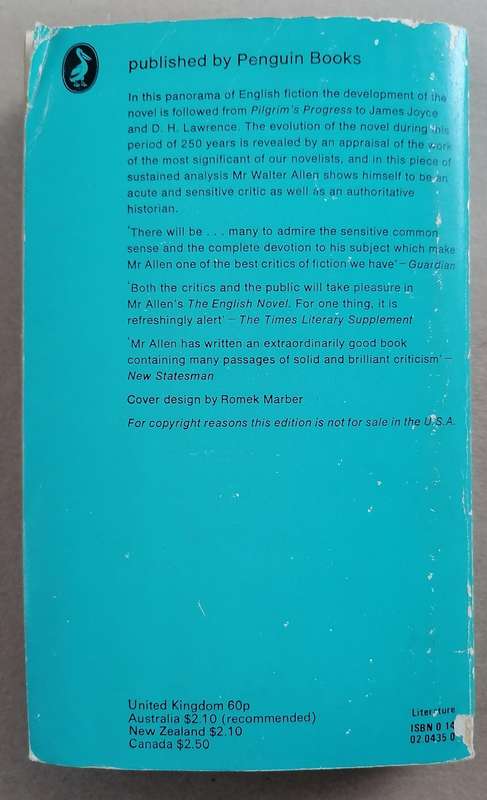 published by Penguin Books
In this panorama of English fiction the development of the
novel is followed from Pilgrim's Progress to James Joyce
and D. H. Lawrence. The evolution of the novel during this
period of 250 years is revealed by an appraisal of the work
of the most significant of our novelists, and in this piece of
sustained analysis Mr Walter Allen shows himself to be an
acute and sensitive critic as well as an authoritative
historian.
'There will be . . . many to admire the sensitive common
sense and the complete devotion to his subject which make
Mr Allen one of the best critics of fiction we have' – Guardian
'Both the critics and the public will take pleasure in
Mr Allen's The English Novel. For one thing, it is
refreshingly alert' – The Times Literary Supplement
'Mr Allen has written an extraordinarily good book
containing many passages of solid and brilliant criticism' –
New Statesman
Cover design by Romek Marber
For copyright reasons this edition is not for sale in the U.S.A.
United Kingdom 60p
Australia $2.10 (recommended)
New Zealand $2.10
Canada $2.50
Literature
ISBN 0 14
02.0435 0